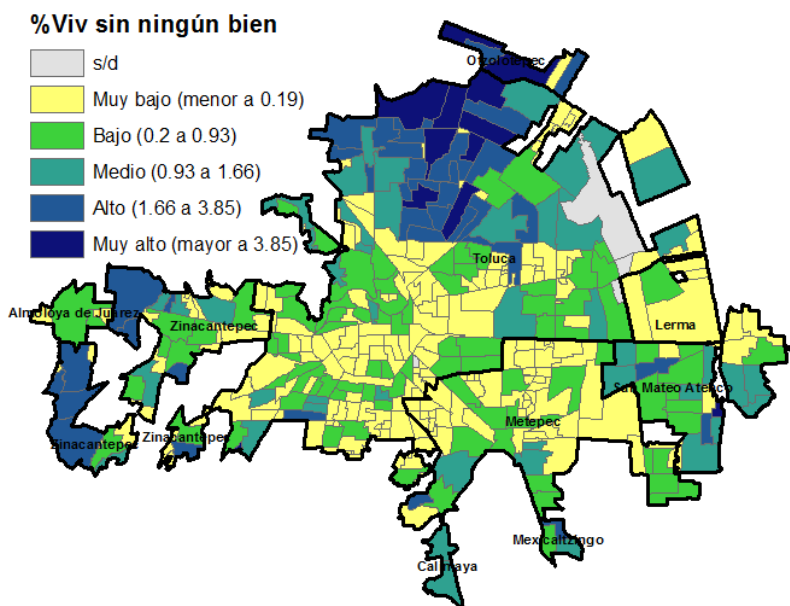 %Viv sin ningún bien
s/d
Muy bajo (menor a 0.19)
Bajo (0.2 a 0.93)
Medio (0.93 a 1.66)
Alto (1.66 a 3.85)
Muy alto (mayor a 3.85)
Otzolotepec
Toluca
Almoloya de Juárez
Zinacantepec
Lerma
San Mateo Atenco
Metepec
Zinacantepec
Zinacantepec
Mexicaltzingo
Calimaya